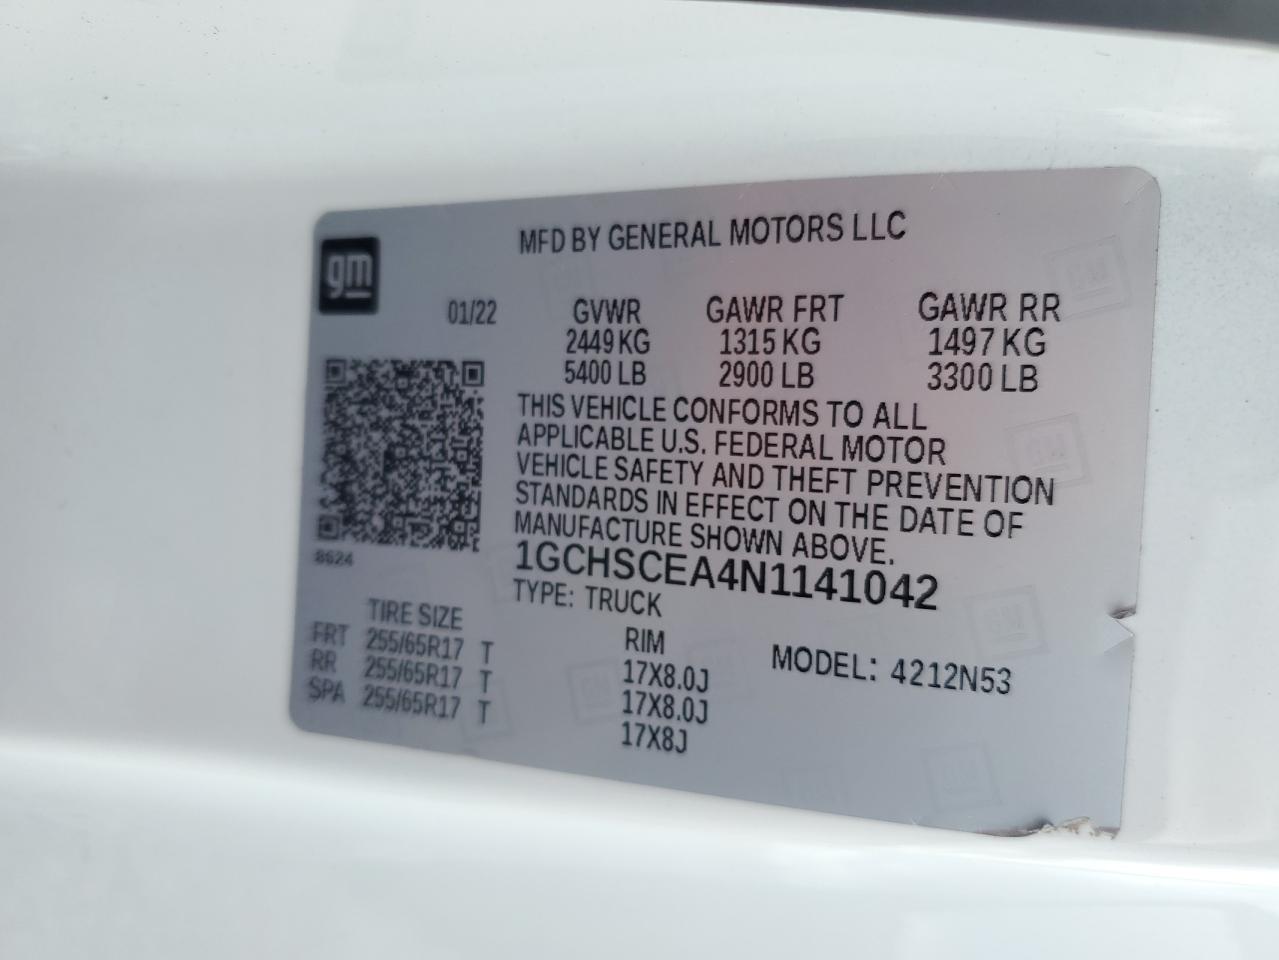 gm
MFD BY GENERAL MOTORS LLC
01/22 GVWR GAWR FRT GAWR RR
2449 KG 1315 KG 1497 KG
5400 LB 2900 LB 3300 LB
THIS VEHICLE CONFORMS TO ALL
APPLICABLE U.S. FEDERAL MOTOR
VEHICLE SAFETY AND THEFT PREVENTION
STANDARDS IN EFFECT ON THE DATE OF
MANUFACTURE SHOWN ABOVE.
8624
1GCHSCEA4N1141042
TYPE: TRUCK
TIRE SIZE RIM MODEL: 4212N53
FRT 255/65R17 T 17X8.0J
RR 255/65R17 T 17X8.0J
SPA 255/65R17 T 17X8J